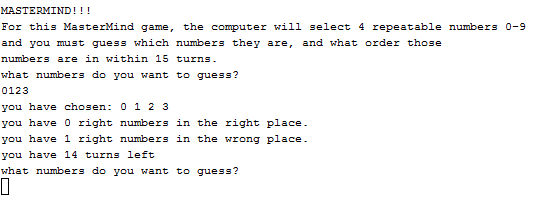 MASTERMIND!!!
For this MasterMind game, the computer will select 4 repeatable numbers 0-9
and you must guess which numbers they are, and what order those
numbers are in within 15 turns.
what numbers do you want to guess?
0123
you have chosen: 0 1 2 3
you have 0 right numbers in the right place.
you have 1 right numbers in the wrong place.
you have 14 turns left
what numbers do you want to guess?